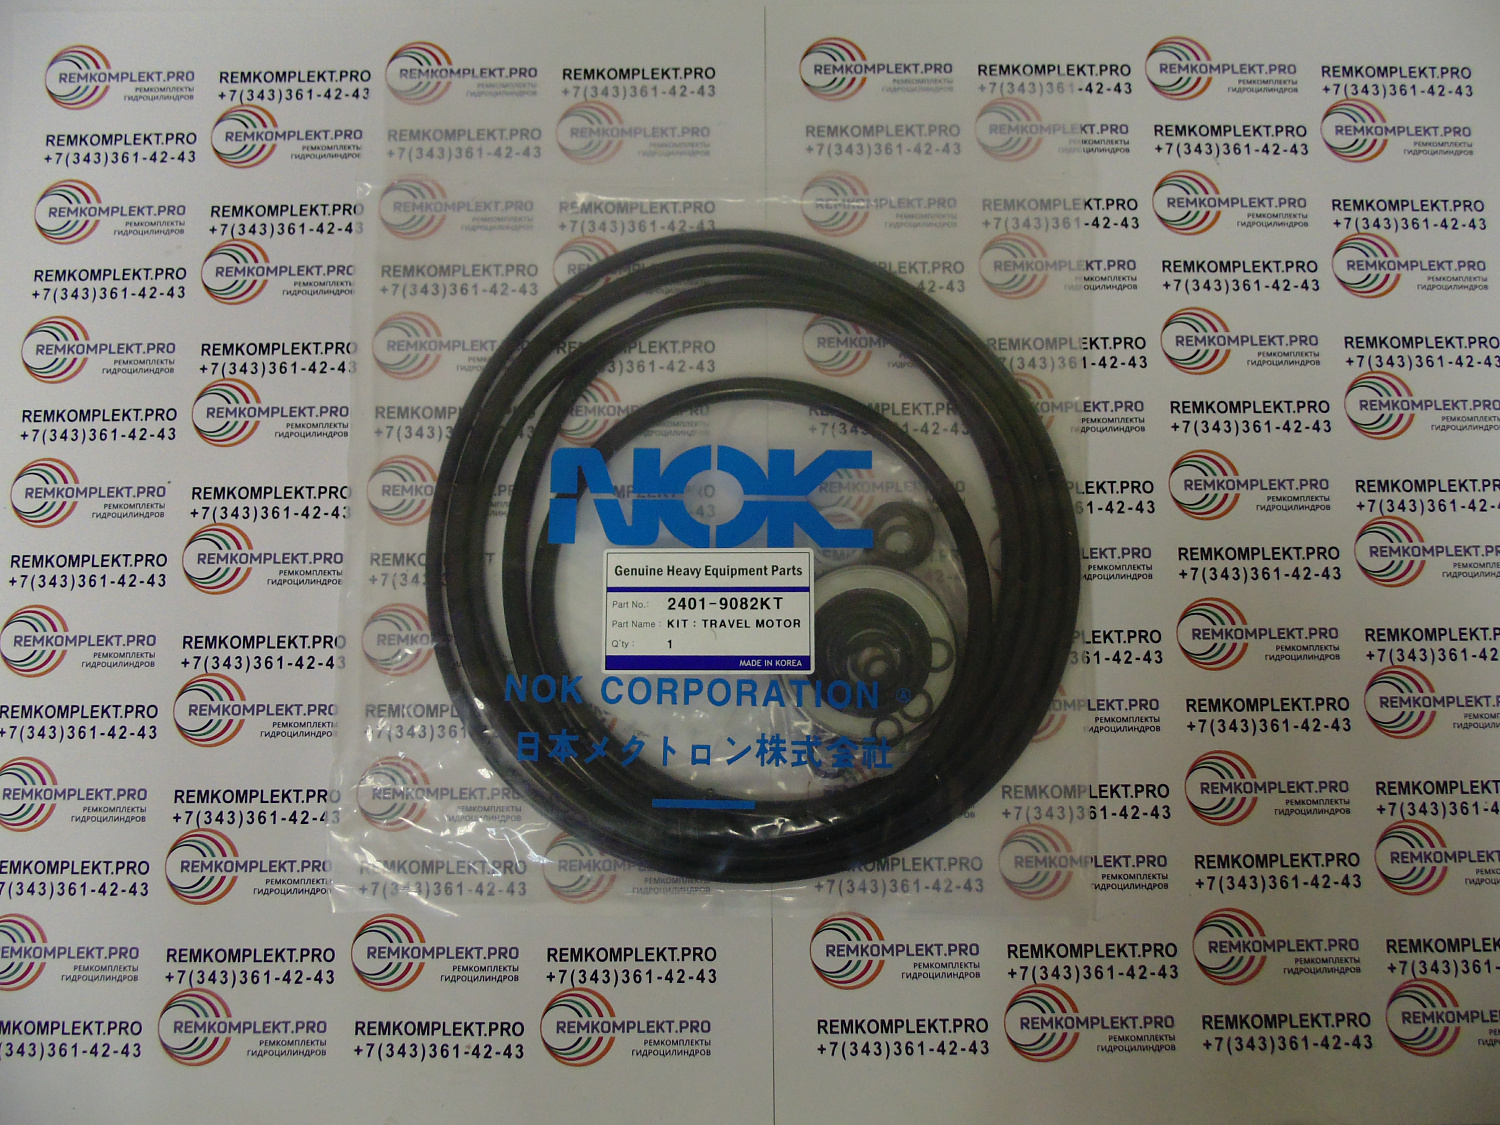 REMKOMPLEKT.PRO
РЕМКОМПЛЕКТЫ
ГИДРОЦИЛИНДРОВ
REMKOMPLEKT.PRO
+7(343)361-42-43
NOK
Genuine Heavy Equipment Parts
Part No.: 2401-9082KT
Part Name : KIT : TRAVEL MOTOR
Q'ty : 1
MADE IN KOREA
NOK CORPORATION ®
日本メクトロン株式会社